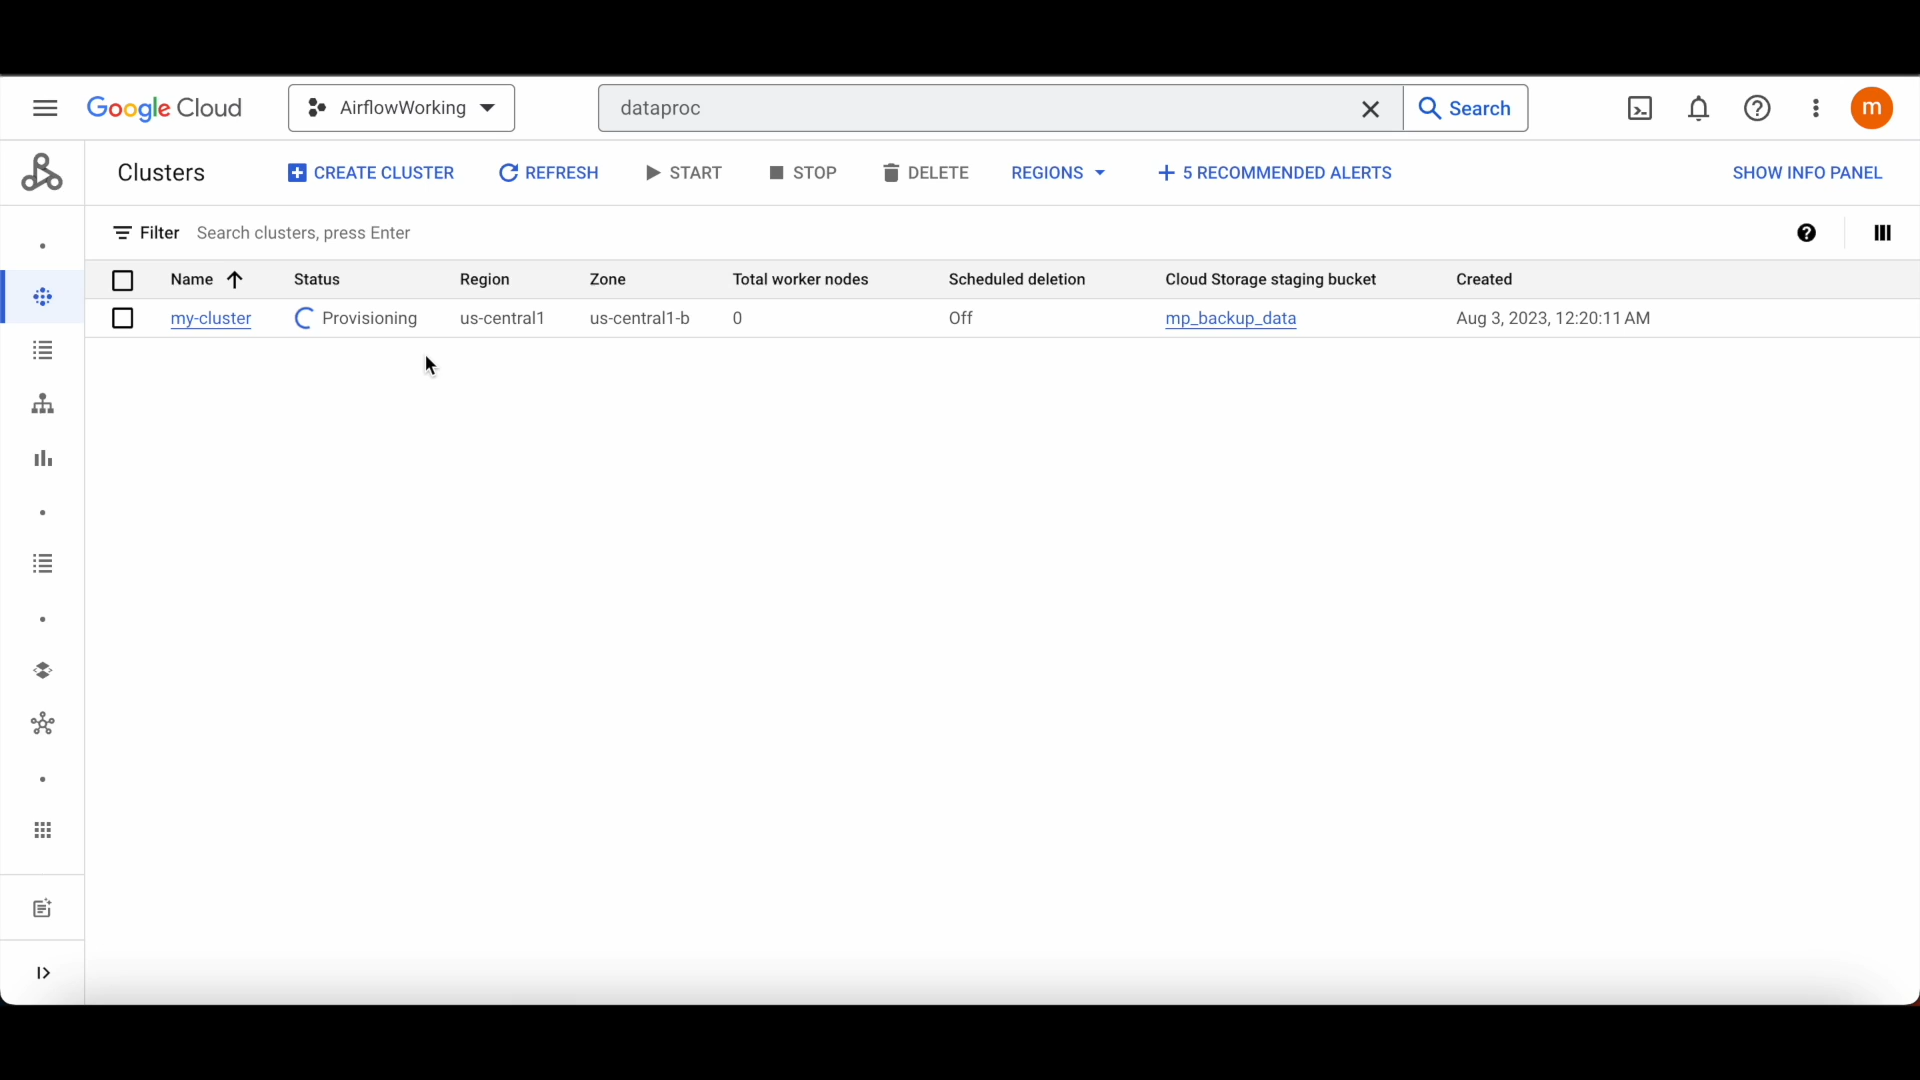 Google Cloud AirflowWorking dataproc Search m
Clusters CREATE CLUSTER REFRESH START STOP DELETE REGIONS 5 RECOMMENDED ALERTS SHOW INFO PANEL
Filter Search clusters, press Enter
Name Status Region Zone Total worker nodes Scheduled deletion Cloud Storage staging bucket Created
my-cluster Provisioning us-central1 us-central1-b 0 Off mp_backup_data Aug 3, 2023, 12:20:11 AM